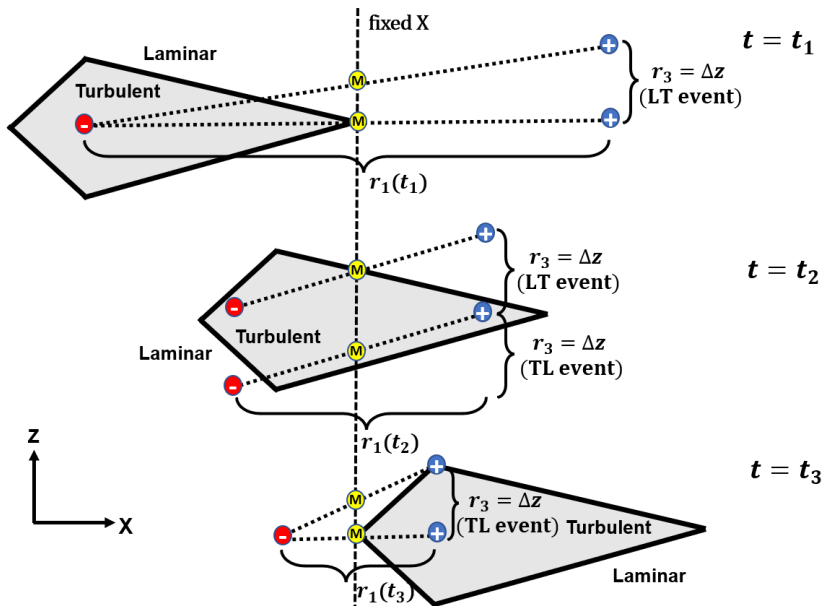 fixed X
t = t₁
Laminar
Turbulent
M
+
r₃ = Δz
(LT event)
-
M
+
r₁(t₁)
+
t = t₂
M
r₃ = Δz
(LT event)
-
+
Turbulent
Laminar
M
r₃ = Δz
(TL event)
-
r₁(t₂)
z
X
t = t₃
+
M
r₃ = Δz
(TL event)
Turbulent
-
M
+
Laminar
r₁(t₃)